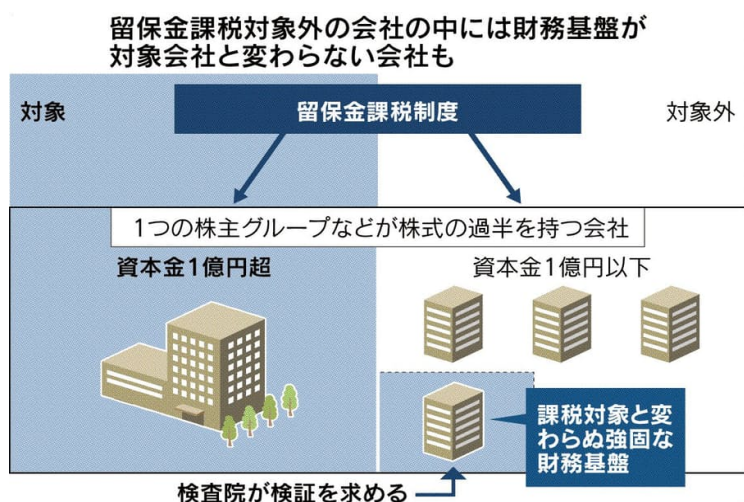 留保金課税対象外の会社の中には財務基盤が
対象会社と変わらない会社も
対象
留保金課税制度
対象外
1つの株主グループなどが株式の過半を持つ会社
資本金1億円超
資本金1億円以下
課税対象と変
わらぬ強固な
財務基盤
検査院が検証を求める